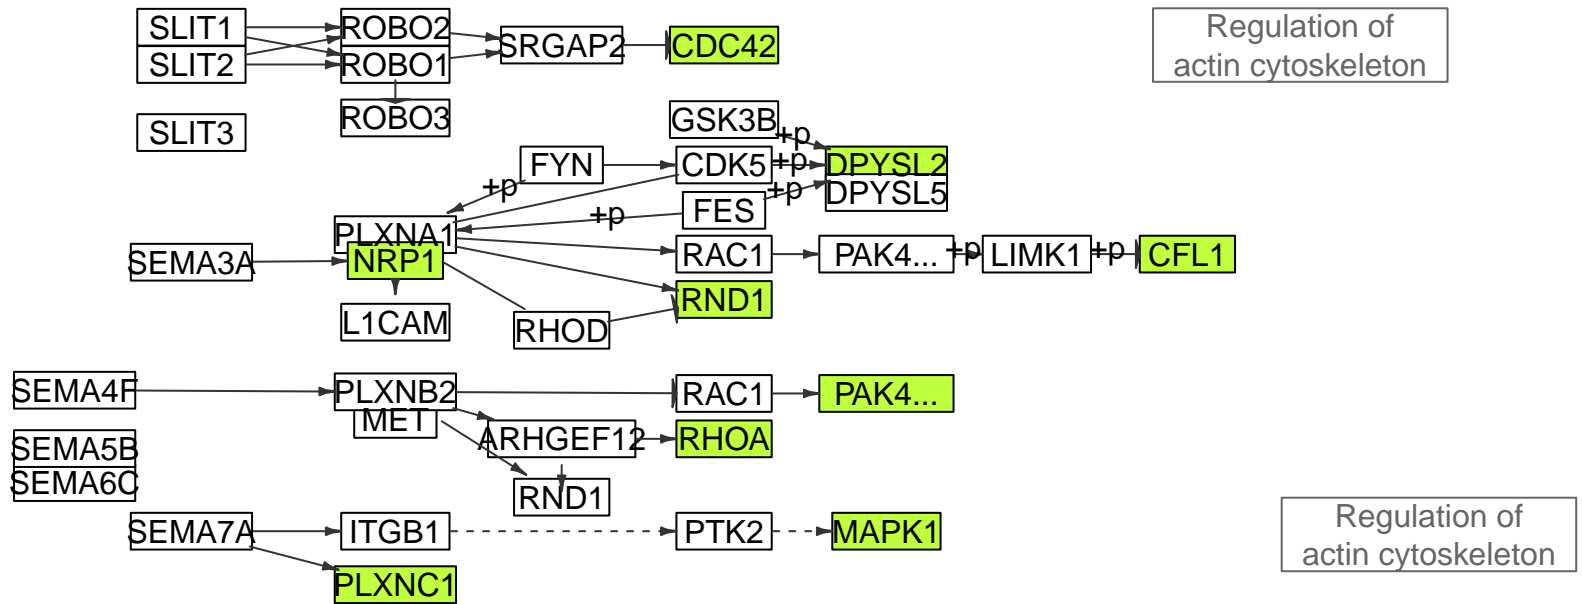 SLIT1
ROBO2
SRGAP2
CDC42
Regulation of
actin cytoskeleton
SLIT2
ROBO1
SLIT3
ROBO3
GSK3B
+p
FYN
CDK5
+p
DPYSL2
+p
FES
+p
DPYSL5
PLXNA1
+p
SEMA3A
NRP1
RAC1
PAK4...
+p
LIMK1
+p
CFL1
RND1
L1CAM
RHOD
SEMA4F
PLXNB2
RAC1
PAK4...
MET
ARHGEF12
RHOA
SEMA5B
SEMA6C
RND1
SEMA7A
ITGB1
PTK2
MAPK1
Regulation of
actin cytoskeleton
PLXNC1